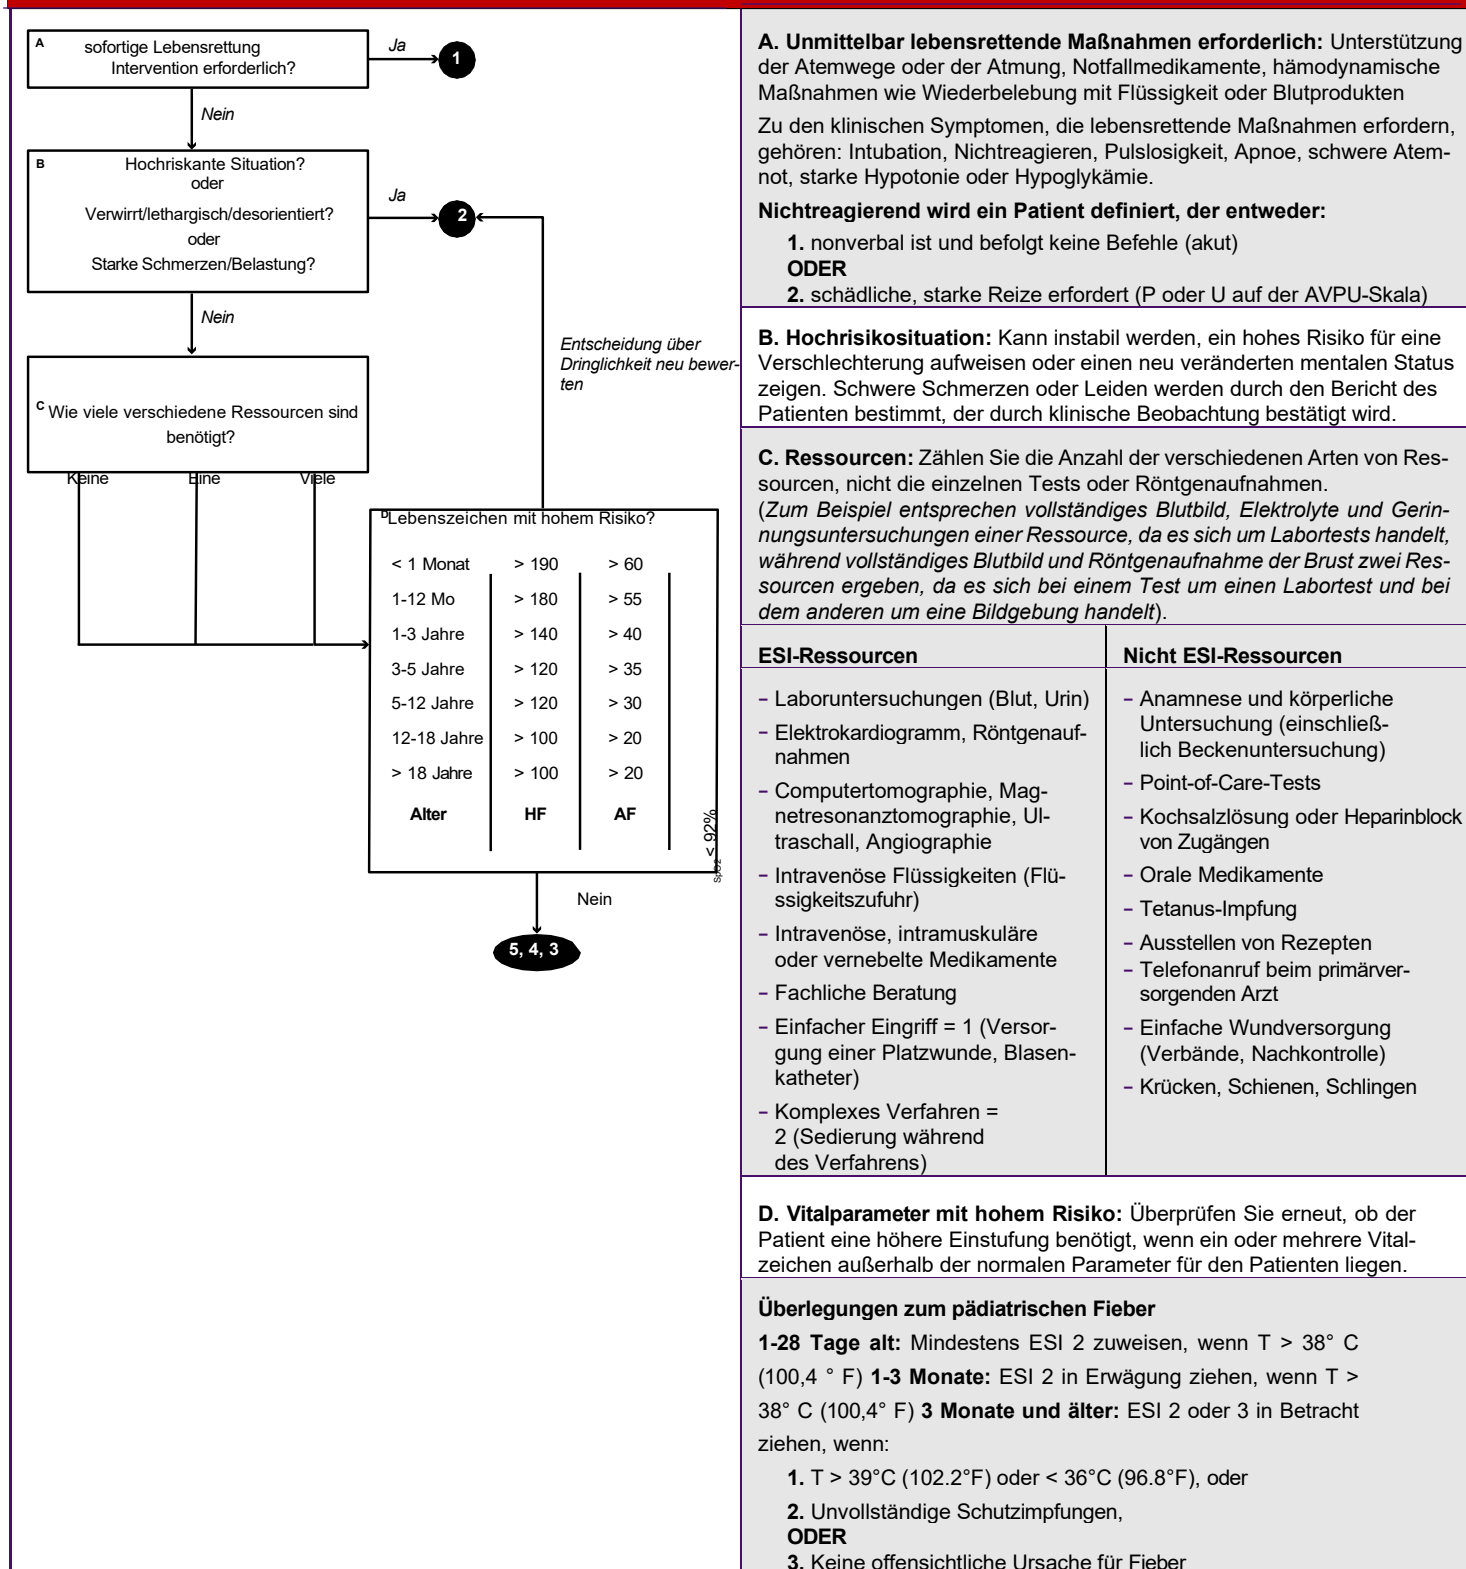 A
sofortige Lebensrettung
Intervention erforderlich?
Ja
1
Nein
B
Hochriskante Situation?
oder
Verwirrt/lethargisch/desorientiert?
oder
Starke Schmerzen/Belastung?
Ja
2
Nein
Entscheidung über
Dringlichkeit neu bewer-
ten
C Wie viele verschiedene Ressourcen sind
benötigt?
Keine Eine Viele
D Lebenszeichen mit hohem Risiko?
< 1 Monat > 190 > 60
1-12 Mo > 180 > 55
1-3 Jahre > 140 > 40
3-5 Jahre > 120 > 35
5-12 Jahre > 120 > 30
12-18 Jahre > 100 > 20
> 18 Jahre > 100 > 20
Alter HF AF
SpO2 < 92%
Nein
5, 4, 3
A. Unmittelbar lebensrettende Maßnahmen erforderlich: Unterstützung
der Atemwege oder der Atmung, Notfallmedikamente, hämodynamische
Maßnahmen wie Wiederbelebung mit Flüssigkeit oder Blutprodukten
Zu den klinischen Symptomen, die lebensrettende Maßnahmen erfordern,
gehören: Intubation, Nichtreagieren, Pulslosigkeit, Apnoe, schwere Atem-
not, starke Hypotonie oder Hypoglykämie.
Nichtreagierend wird ein Patient definiert, der entweder:
1. nonverbal ist und befolgt keine Befehle (akut)
ODER
2. schädliche, starke Reize erfordert (P oder U auf der AVPU-Skala)
B. Hochrisikosituation: Kann instabil werden, ein hohes Risiko für eine
Verschlechterung aufweisen oder einen neu veränderten mentalen Status
zeigen. Schwere Schmerzen oder Leiden werden durch den Bericht des
Patienten bestimmt, der durch klinische Beobachtung bestätigt wird.
C. Ressourcen: Zählen Sie die Anzahl der verschiedenen Arten von Res-
sourcen, nicht die einzelnen Tests oder Röntgenaufnahmen.
(Zum Beispiel entsprechen vollständiges Blutbild, Elektrolyte und Gerin-
nungsuntersuchungen einer Ressource, da es sich um Labortests handelt,
während vollständiges Blutbild und Röntgenaufnahme der Brust zwei Res-
sourcen ergeben, da es sich bei einem Test um einen Labortest und bei
dem anderen um eine Bildgebung handelt).
ESI-Ressourcen
– Laboruntersuchungen (Blut, Urin)
– Elektrokardiogramm, Röntgenauf-
nahmen
– Computertomographie, Mag-
netresonanztomographie, Ul-
traschall, Angiographie
– Intravenöse Flüssigkeiten (Flü-
ssigkeitszufuhr)
– Intravenöse, intramuskuläre
oder vernebelte Medikamente
– Fachliche Beratung
– Einfacher Eingriff = 1 (Versor-
gung einer Platzwunde, Blasen-
katheter)
– Komplexes Verfahren =
2 (Sedierung während
des Verfahrens)
Nicht ESI-Ressourcen
– Anamnese und körperliche
Untersuchung (einschließ-
lich Beckenuntersuchung)
– Point-of-Care-Tests
– Kochsalzlösung oder Heparinblock
von Zugängen
– Orale Medikamente
– Tetanus-Impfung
– Ausstellen von Rezepten
– Telefonanruf beim primärver-
sorgenden Arzt
– Einfache Wundversorgung
(Verbände, Nachkontrolle)
– Krücken, Schienen, Schlingen
D. Vitalparameter mit hohem Risiko: Überprüfen Sie erneut, ob der
Patient eine höhere Einstufung benötigt, wenn ein oder mehrere Vital-
zeichen außerhalb der normalen Parameter für den Patienten liegen.
Überlegungen zum pädiatrischen Fieber
1-28 Tage alt: Mindestens ESI 2 zuweisen, wenn T > 38° C
(100,4 ° F) 1-3 Monate: ESI 2 in Erwägung ziehen, wenn T >
38° C (100,4° F) 3 Monate und älter: ESI 2 oder 3 in Betracht
ziehen, wenn:
1. T > 39°C (102.2°F) oder < 36°C (96.8°F), oder
2. Unvollständige Schutzimpfungen,
ODER
3. Keine offensichtliche Ursache für Fieber